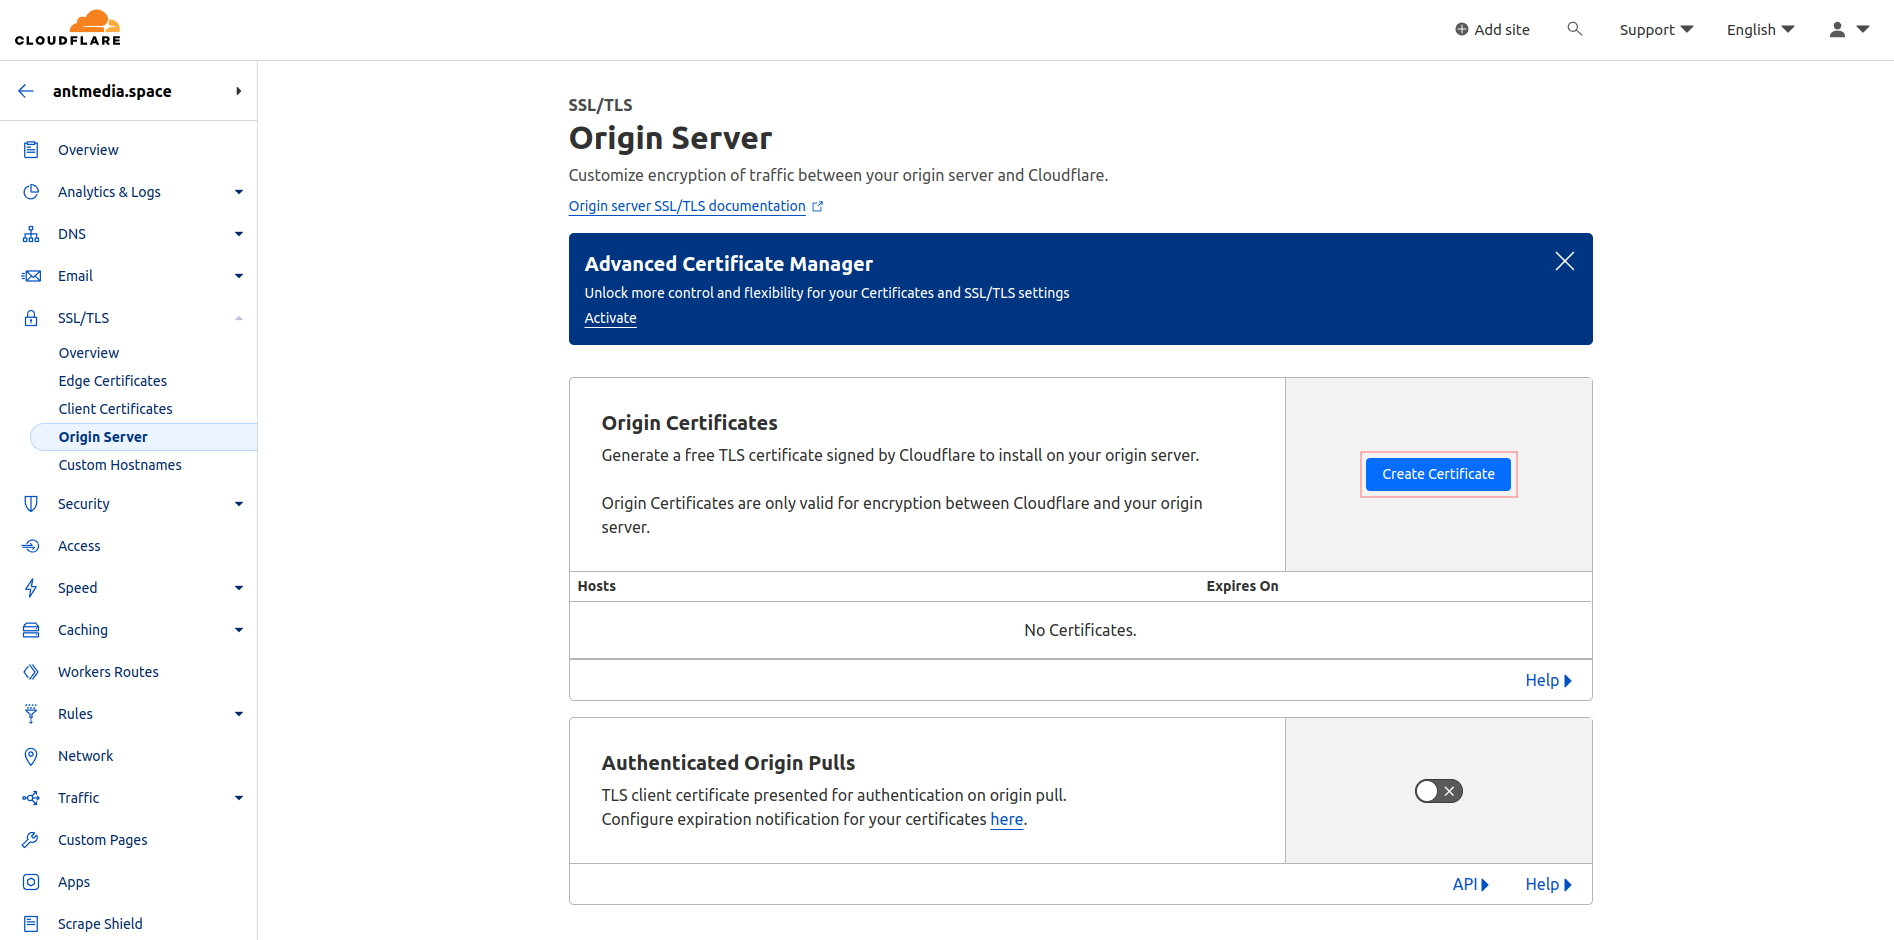 CLOUDFLARE
Add site
Support
English
antmedia.space
Overview
Analytics & Logs
DNS
Email
SSL/TLS
Overview
Edge Certificates
Client Certificates
Origin Server
Custom Hostnames
Security
Access
Speed
Caching
Workers Routes
Rules
Network
Traffic
Custom Pages
Apps
Scrape Shield
SSL/TLS
Origin Server
Customize encryption of traffic between your origin server and Cloudflare.
Origin server SSL/TLS documentation
Advanced Certificate Manager
Unlock more control and flexibility for your Certificates and SSL/TLS settings
Activate
Origin Certificates
Generate a free TLS certificate signed by Cloudflare to install on your origin server.
Origin Certificates are only valid for encryption between Cloudflare and your origin
server.
Create Certificate
Hosts Expires On
No Certificates.
Help
Authenticated Origin Pulls
TLS client certificate presented for authentication on origin pull.
Configure expiration notification for your certificates here.
API Help